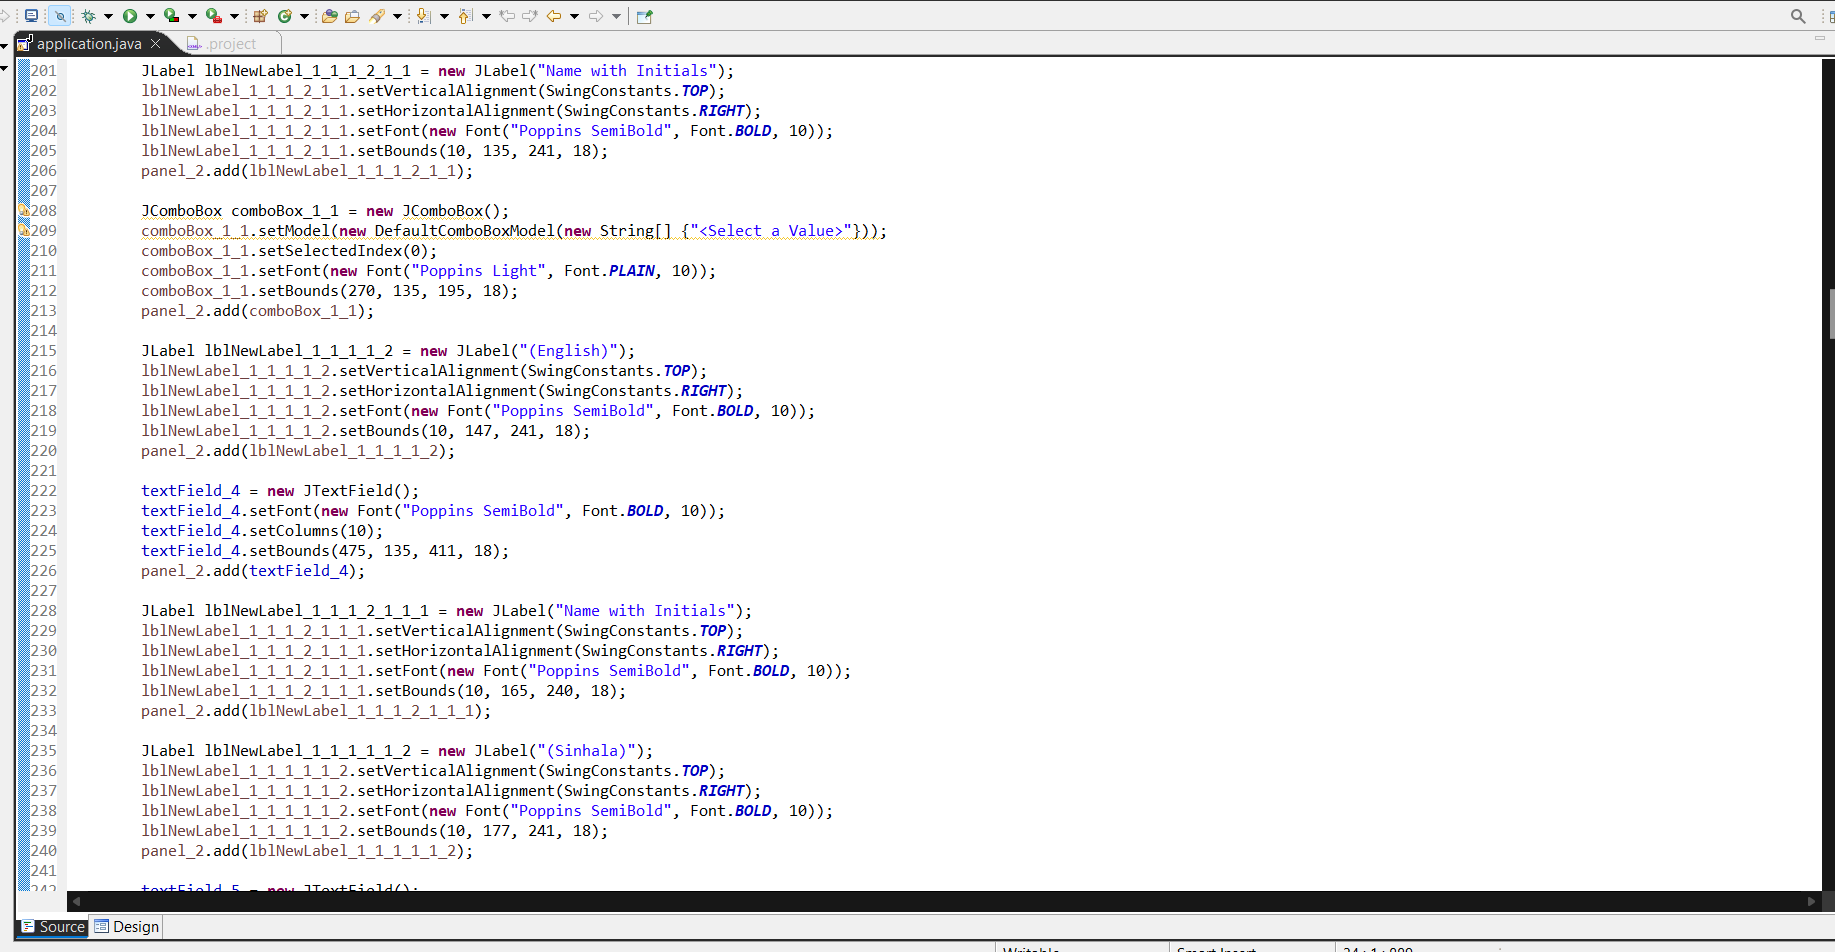 application.java
.project
201 JLabel lblNewLabel_1_1_1_2_1_1 = new JLabel("Name with Initials");
202 lblNewLabel_1_1_1_2_1_1.setVerticalAlignment(SwingConstants.TOP);
203 lblNewLabel_1_1_1_2_1_1.setHorizontalAlignment(SwingConstants.RIGHT);
204 lblNewLabel_1_1_1_2_1_1.setFont(new Font("Poppins SemiBold", Font.BOLD, 10));
205 lblNewLabel_1_1_1_2_1_1.setBounds(10, 135, 241, 18);
206 panel_2.add(lblNewLabel_1_1_1_2_1_1);
207
208 JComboBox comboBox_1_1 = new JComboBox();
209 comboBox_1_1.setModel(new DefaultComboBoxModel(new String[] {"<Select a Value>"}));
210 comboBox_1_1.setSelectedIndex(0);
211 comboBox_1_1.setFont(new Font("Poppins Light", Font.PLAIN, 10));
212 comboBox_1_1.setBounds(270, 135, 195, 18);
213 panel_2.add(comboBox_1_1);
214
215 JLabel lblNewLabel_1_1_1_1_2 = new JLabel("(English)");
216 lblNewLabel_1_1_1_1_2.setVerticalAlignment(SwingConstants.TOP);
217 lblNewLabel_1_1_1_1_2.setHorizontalAlignment(SwingConstants.RIGHT);
218 lblNewLabel_1_1_1_1_2.setFont(new Font("Poppins SemiBold", Font.BOLD, 10));
219 lblNewLabel_1_1_1_1_2.setBounds(10, 147, 241, 18);
220 panel_2.add(lblNewLabel_1_1_1_1_2);
221
222 textField_4 = new JTextField();
223 textField_4.setFont(new Font("Poppins SemiBold", Font.BOLD, 10));
224 textField_4.setColumns(10);
225 textField_4.setBounds(475, 135, 411, 18);
226 panel_2.add(textField_4);
227
228 JLabel lblNewLabel_1_1_1_2_1_1_1 = new JLabel("Name with Initials");
229 lblNewLabel_1_1_1_2_1_1_1.setVerticalAlignment(SwingConstants.TOP);
230 lblNewLabel_1_1_1_2_1_1_1.setHorizontalAlignment(SwingConstants.RIGHT);
231 lblNewLabel_1_1_1_2_1_1_1.setFont(new Font("Poppins SemiBold", Font.BOLD, 10));
232 lblNewLabel_1_1_1_2_1_1_1.setBounds(10, 165, 240, 18);
233 panel_2.add(lblNewLabel_1_1_1_2_1_1_1);
234
235 JLabel lblNewLabel_1_1_1_1_1_2 = new JLabel("(Sinhala)");
236 lblNewLabel_1_1_1_1_1_2.setVerticalAlignment(SwingConstants.TOP);
237 lblNewLabel_1_1_1_1_1_2.setHorizontalAlignment(SwingConstants.RIGHT);
238 lblNewLabel_1_1_1_1_1_2.setFont(new Font("Poppins SemiBold", Font.BOLD, 10));
239 lblNewLabel_1_1_1_1_1_2.setBounds(10, 177, 241, 18);
240 panel_2.add(lblNewLabel_1_1_1_1_1_2);
241
242 textField_5 = new JTextField();
Source
Design
Writable
Smart Insert